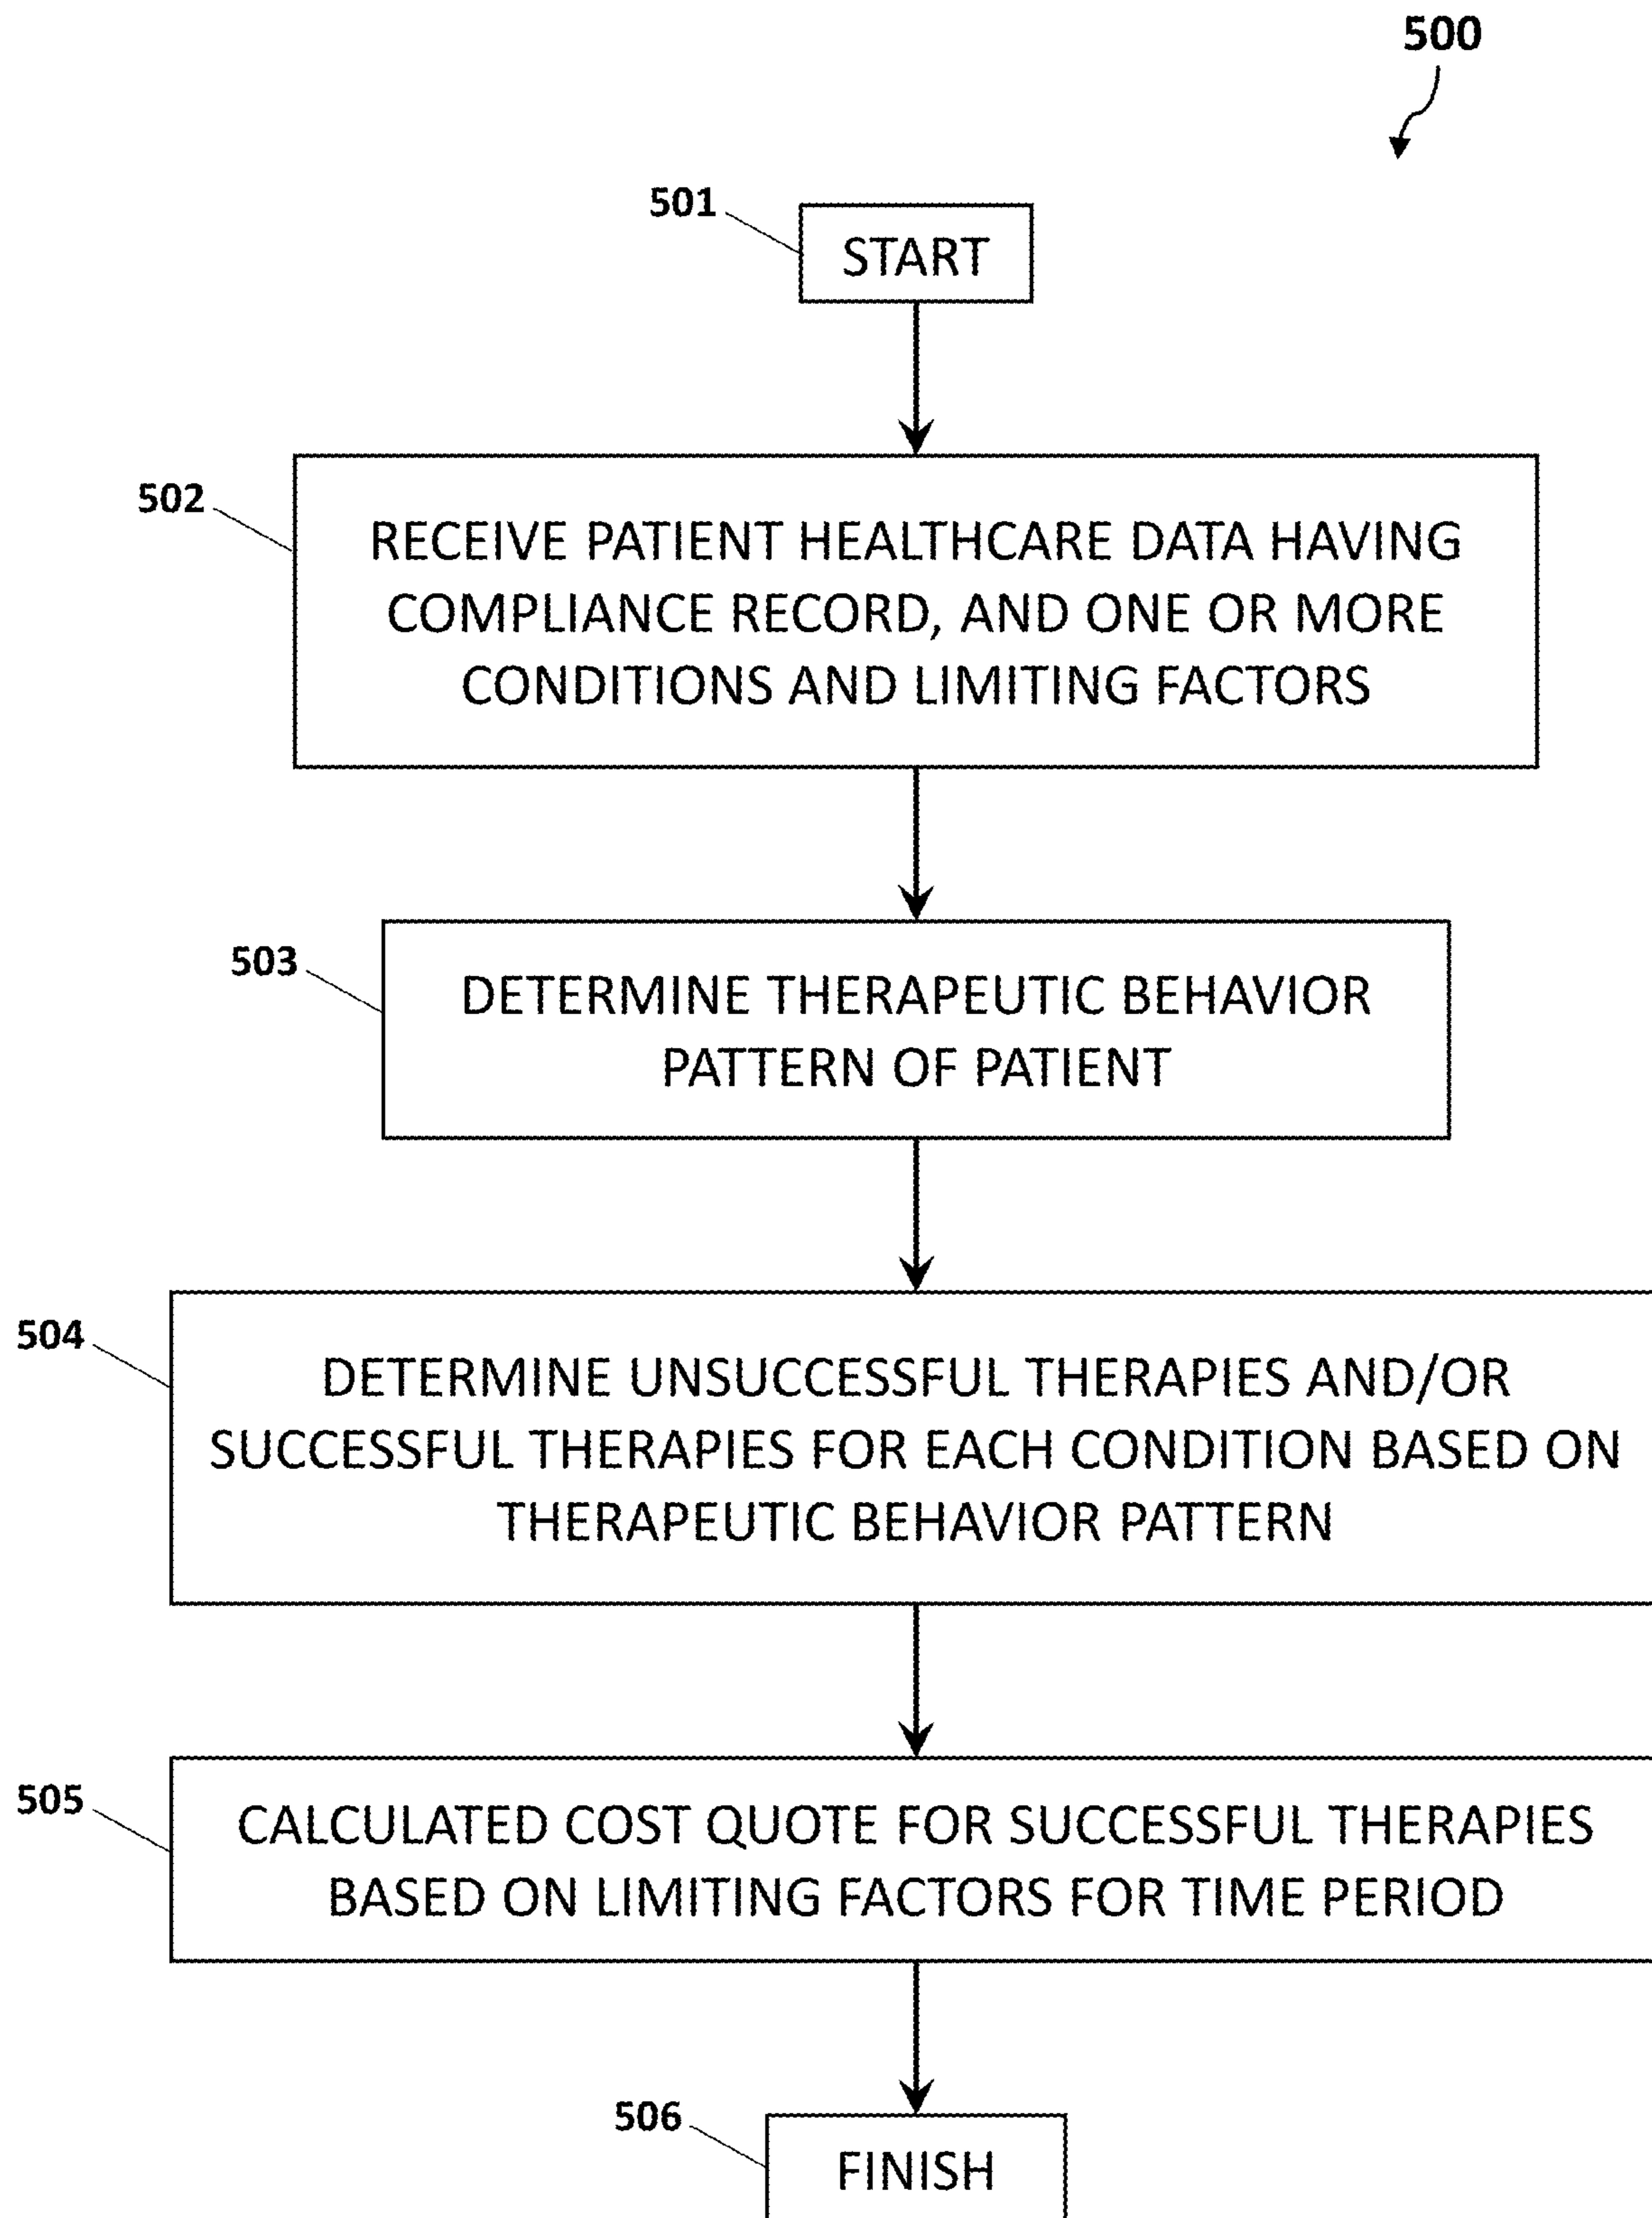 500
501
START
502
RECEIVE PATIENT HEALTHCARE DATA HAVING
COMPLIANCE RECORD, AND ONE OR MORE
CONDITIONS AND LIMITING FACTORS
503
DETERMINE THERAPEUTIC BEHAVIOR
PATTERN OF PATIENT
504
DETERMINE UNSUCCESSFUL THERAPIES AND/OR
SUCCESSFUL THERAPIES FOR EACH CONDITION BASED ON
THERAPEUTIC BEHAVIOR PATTERN
505
CALCULATED COST QUOTE FOR SUCCESSFUL THERAPIES
BASED ON LIMITING FACTORS FOR TIME PERIOD
506
FINISH